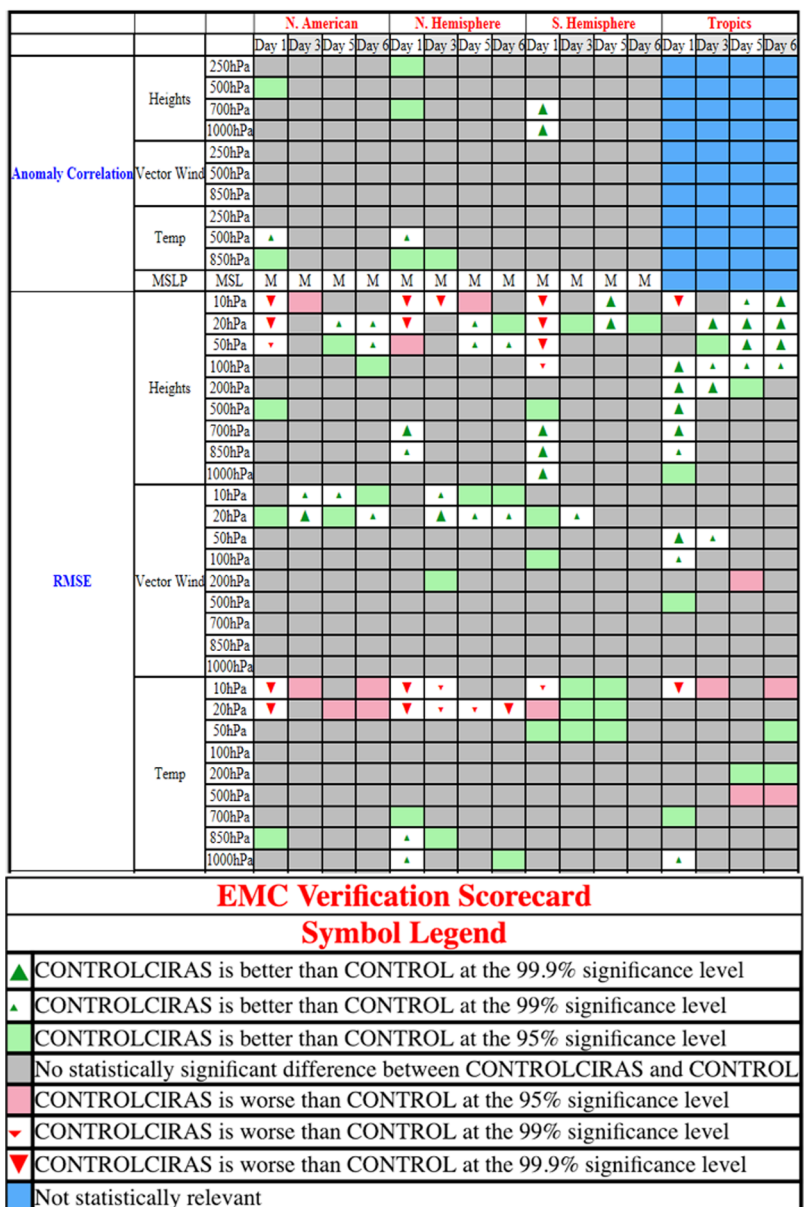 N. American N. Hemisphere S. Hemisphere Tropics
Day 1 Day 3 Day 5 Day 6 Day 1 Day 3 Day 5 Day 6 Day 1 Day 3 Day 5 Day 6 Day 1 Day 3 Day 5 Day 6
Anomaly Correlation Heights 250hPa
500hPa
700hPa
1000hPa
Vector Wind 250hPa
500hPa
850hPa
Temp 250hPa
500hPa
850hPa
MSLP MSL M M M M M M M M M M M M
RMSE Heights 10hPa
20hPa
50hPa
100hPa
200hPa
500hPa
700hPa
850hPa
1000hPa
Vector Wind 10hPa
20hPa
50hPa
100hPa
200hPa
500hPa
700hPa
850hPa
1000hPa
Temp 10hPa
20hPa
50hPa
100hPa
200hPa
500hPa
700hPa
850hPa
1000hPa
EMC Verification Scorecard
Symbol Legend
CONTROLCIRAS is better than CONTROL at the 99.9% significance level
CONTROLCIRAS is better than CONTROL at the 99% significance level
CONTROLCIRAS is better than CONTROL at the 95% significance level
No statistically significant difference between CONTROLCIRAS and CONTROL
CONTROLCIRAS is worse than CONTROL at the 95% significance level
CONTROLCIRAS is worse than CONTROL at the 99% significance level
CONTROLCIRAS is worse than CONTROL at the 99.9% significance level
Not statistically relevant